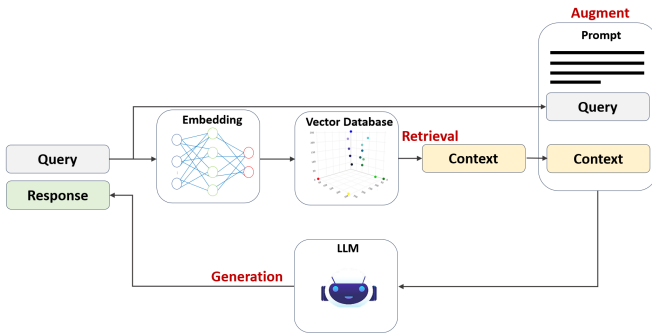 Augment
Prompt
Query
Context
Embedding
Vector Database
Retrieval
Context
Query
Response
LLM
Generation